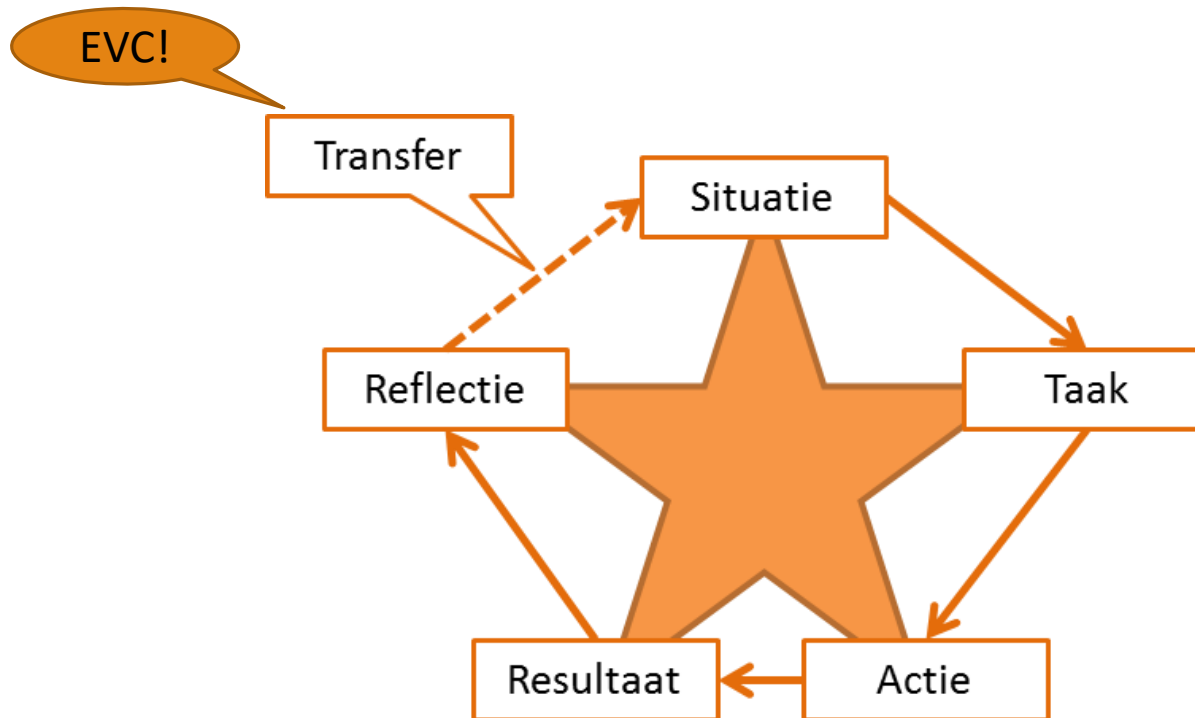 EVC!
Transfer
Situatie
Reflectie
Taak
Resultaat
Actie